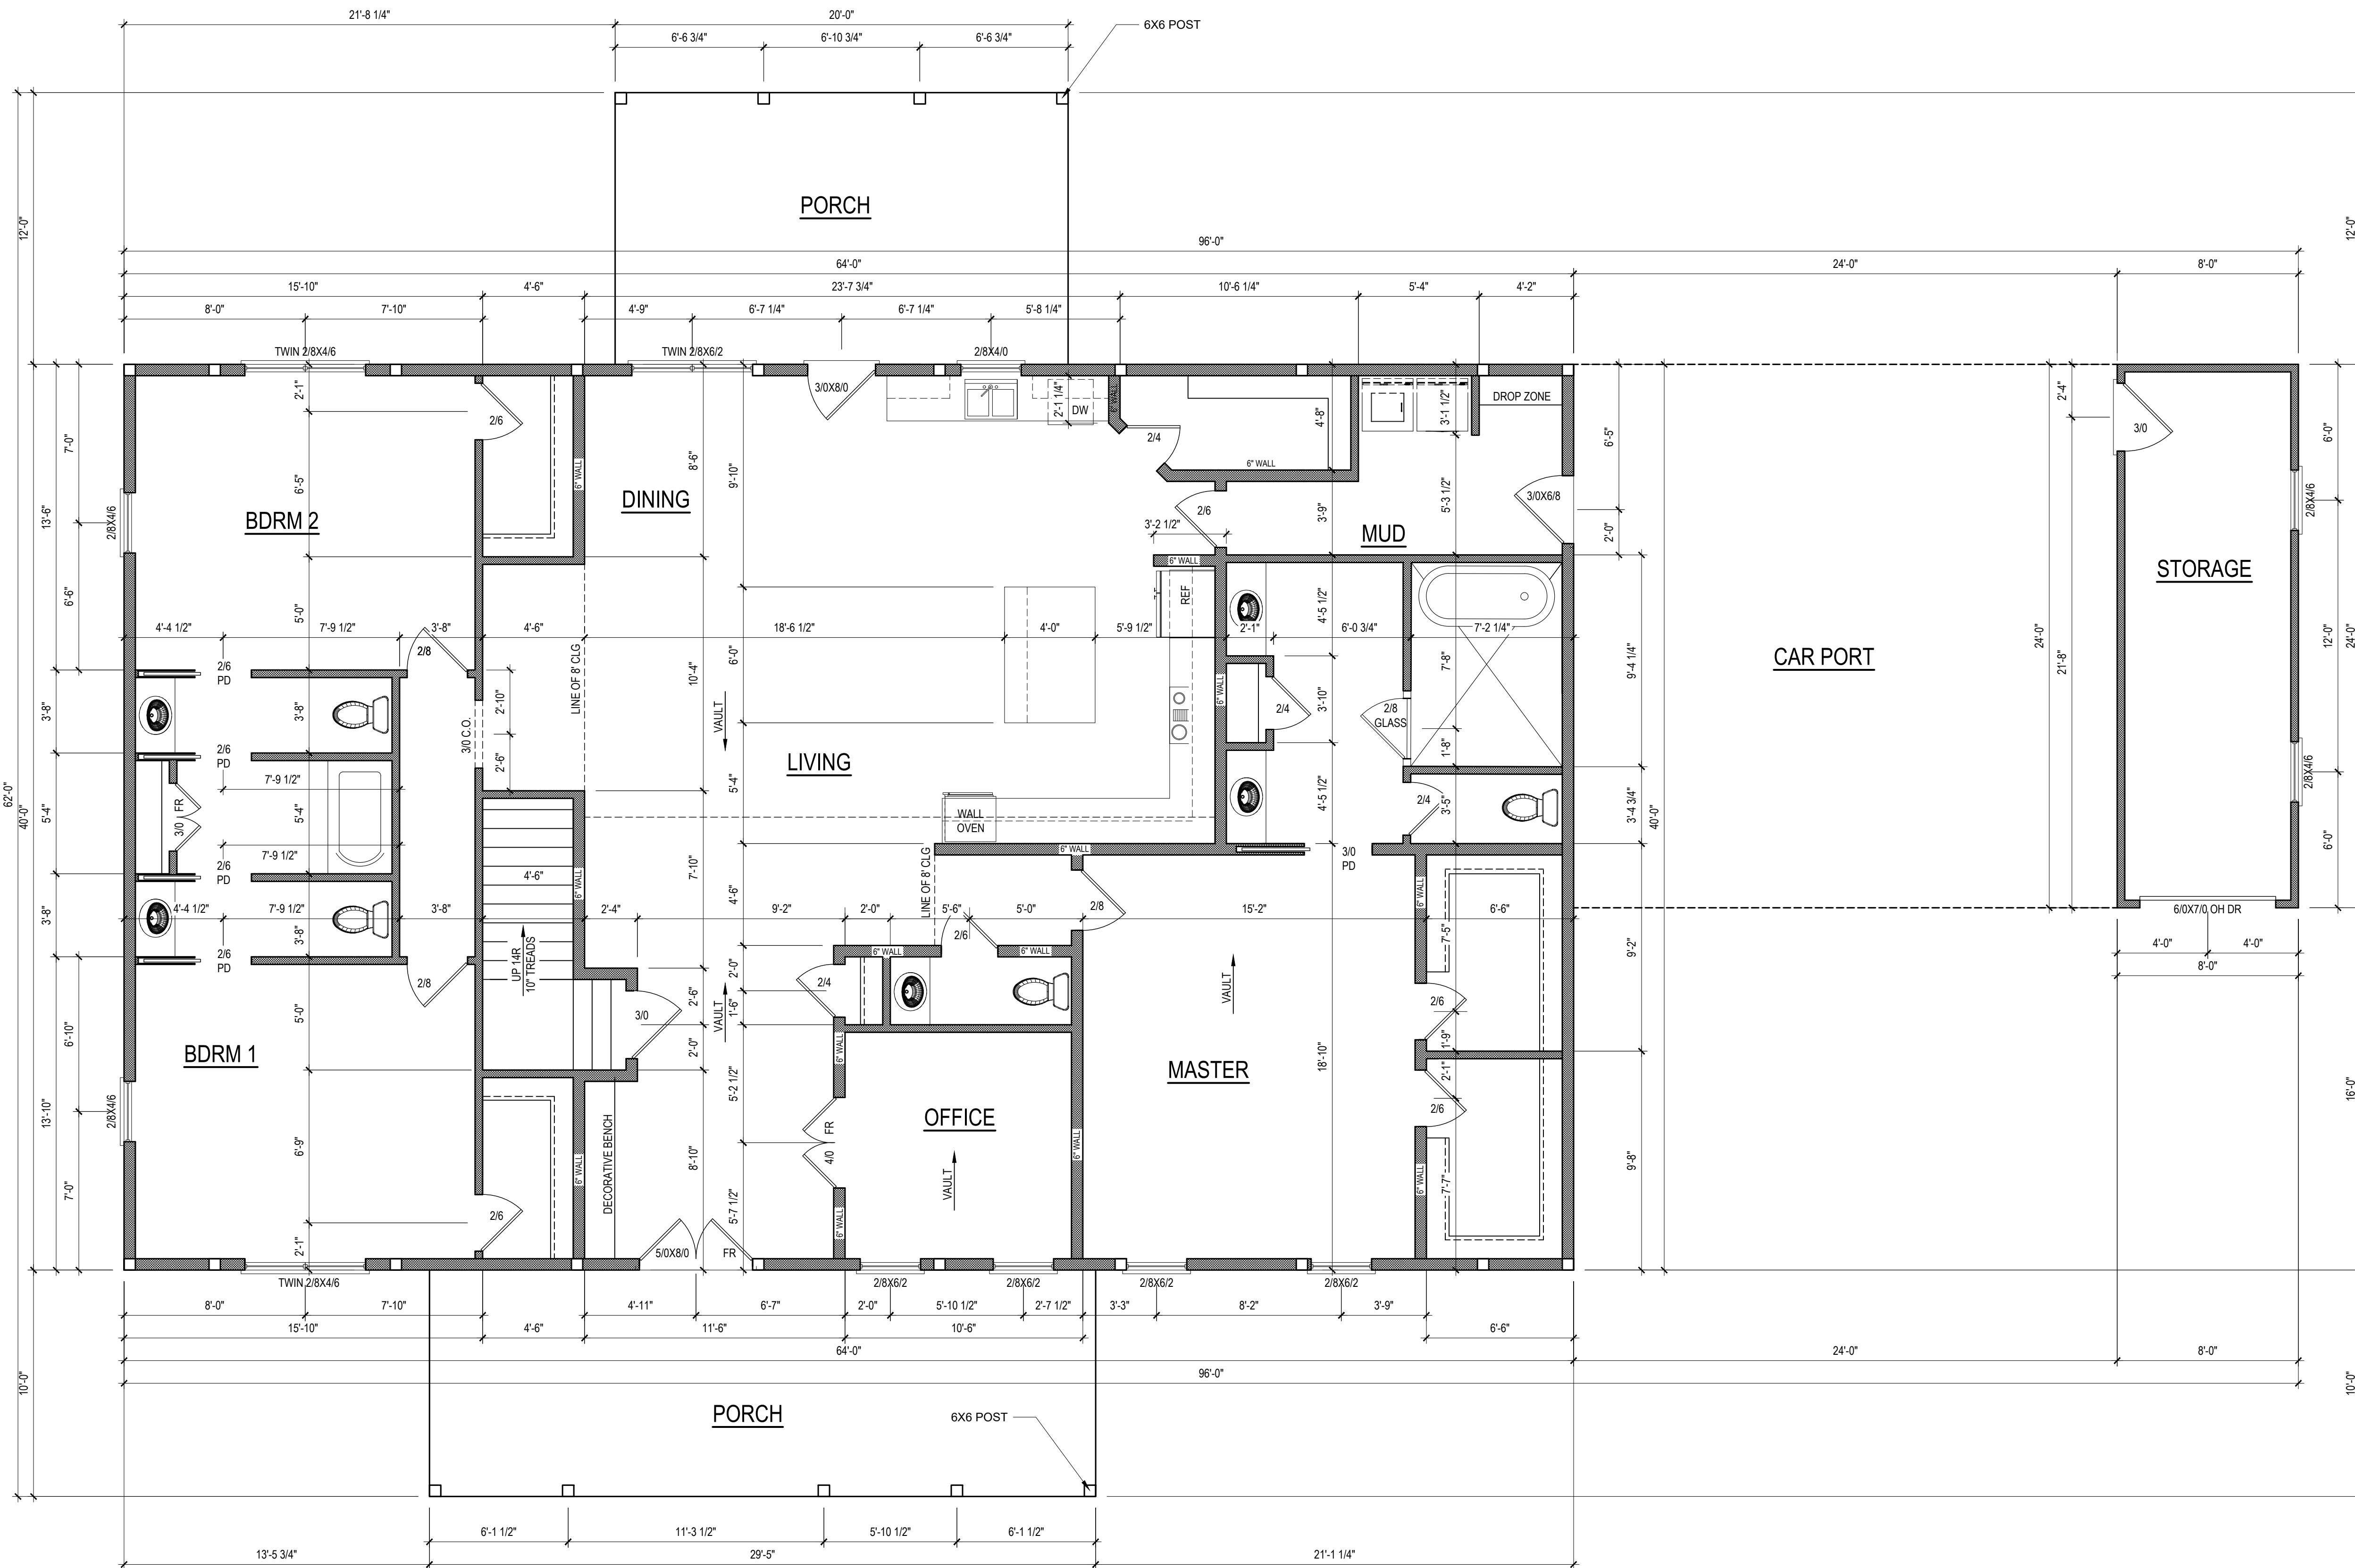 21'-8 1/4"
20'-0"
6X6 POST
6'-6 3/4"
6'-10 3/4"
6'-6 3/4"
PORCH
12'-0"
12'-0"
96'-0"
64'-0"
24'-0"
8'-0"
15'-10"
4'-6"
23'-7 3/4"
10'-6 1/4"
5'-4"
4'-2"
8'-0"
7'-10"
4'-9"
6'-7 1/4"
6'-7 1/4"
5'-8 1/4"
TWIN 2/8X4/6
TWIN 2/8X6/2
2/8X4/0
3/0X8/0
2'-1"
2/6
2'-1 1/4"
DW
6" WALL
2/4
4'-8"
3'-1 1/2"
DROP ZONE
2'-4"
3/0
7'-0"
6'-5"
6" WALL
8'-6"
9'-10"
6" WALL
6'-5"
6'-0"
13'-6"
2/8X4/6
BDRM 2
DINING
2/6
3'-9"
5'-3 1/2"
3/0X6/8
MUD
2'-0"
2/8X4/6
3'-2 1/2"
6" WALL
STORAGE
6'-6"
5'-0"
REF
4'-5 1/2"
4'-4 1/2"
7'-9 1/2"
3'-8"
4'-6"
18'-6 1/2"
4'-0"
5'-9 1/2"
2'-1"
6'-0 3/4"
7'-2 1/4"
2/8
2/6
PD
LINE OF 8' CLG
10'-4"
6'-0"
7'-8"
9'-4 1/4"
CAR PORT
24'-0"
21'-8"
12'-0"
24'-0"
3'-8"
3'-8"
2'-10"
3/0 C.O.
VAULT
6" WALL
3'-10"
2/4
2/8
GLASS
1'-8"
2/6
PD
2'-6"
LIVING
62'-0"
40'-0"
5'-4"
7'-9 1/2"
3/0 FR
5'-4"
5'-4"
WALL
OVEN
4'-5 1/2"
2/4
3'-5"
3'-4 3/4"
40'-0"
2/8X4/6
7'-9 1/2"
2/6
PD
4'-6"
6" WALL
7'-10"
LINE OF 8' CLG
6" WALL
3/0
PD
6'-0"
3'-8"
4'-4 1/2"
7'-9 1/2"
3'-8"
2'-4"
9'-2"
4'-6"
2'-0"
5'-6"
5'-0"
2/8
15'-2"
6" WALL
6'-6"
6/0X7/0 OH DR
3'-8"
2/6
PD
2/6
7'-5"
9'-2"
4'-0"
4'-0"
8'-0"
2/8
UP 14R
10" TREADS
6" WALL
6" WALL
2'-0"
2/4
VAULT
2'-6"
1'-6"
VAULT
2/6
3/0
6'-10"
5'-0"
2'-0"
6" WALL
1'-9"
BDRM 1
5'-2 1/2"
18'-10"
MASTER
2'-1"
2/6
16'-0"
13'-10"
2/8X4/6
6'-9"
DECORATIVE BENCH
8'-10"
4/0 FR
OFFICE
6" WALL
9'-8"
7'-0"
6" WALL
VAULT
6" WALL
7'-7"
2/6
5'-7 1/2"
6" WALL
2'-1"
5/0X8/0
FR
TWIN 2/8X4/6
2/8X6/2
2/8X6/2
2/8X6/2
2/8X6/2
8'-0"
7'-10"
4'-11"
6'-7"
2'-0"
5'-10 1/2"
2'-7 1/2"
3'-3"
8'-2"
3'-9"
15'-10"
4'-6"
11'-6"
10'-6"
6'-6"
64'-0"
24'-0"
8'-0"
96'-0"
10'-0"
10'-0"
PORCH
6X6 POST
6'-1 1/2"
11'-3 1/2"
5'-10 1/2"
6'-1 1/2"
13'-5 3/4"
29'-5"
21'-1 1/4"